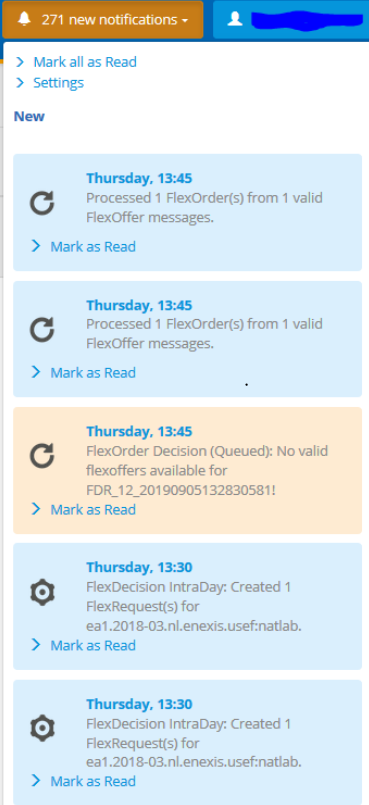 271 new notifications
Mark all as Read
Settings
New
Thursday, 13:45
Processed 1 FlexOrder(s) from 1 valid
FlexOffer messages.
Mark as Read
Thursday, 13:45
Processed 1 FlexOrder(s) from 1 valid
FlexOffer messages.
Mark as Read
Thursday, 13:45
FlexOrder Decision (Queued): No valid
flexoffers available for
FDR_12_20190905132830581!
Mark as Read
Thursday, 13:30
FlexDecision IntraDay: Created 1
FlexRequest(s) for
ea1.2018-03.nl.enexis.usef:natlab.
Mark as Read
Thursday, 13:30
FlexDecision IntraDay: Created 1
FlexRequest(s) for
ea1.2018-03.nl.enexis.usef:natlab.
Mark as Read